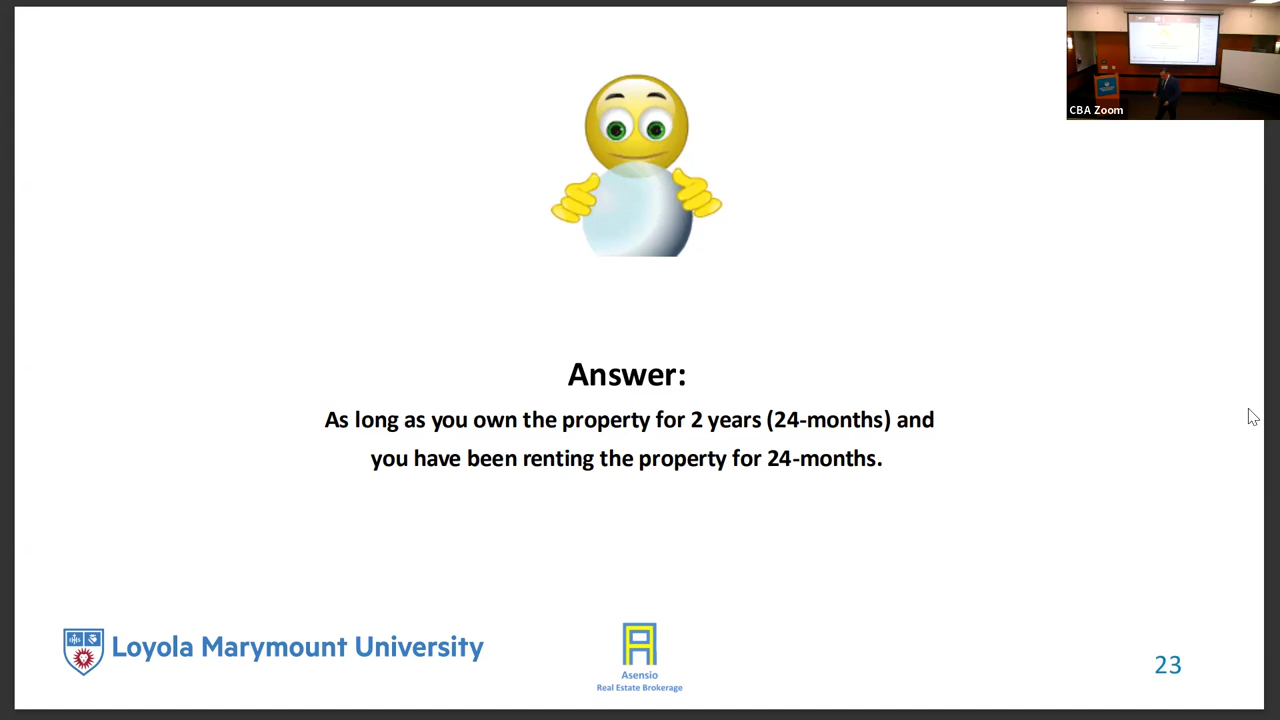 CBA Zoom
Answer:
As long as you own the property for 2 years (24-months) and
you have been renting the property for 24-months.
Loyola Marymount University
Asensio
Real Estate Brokerage
23